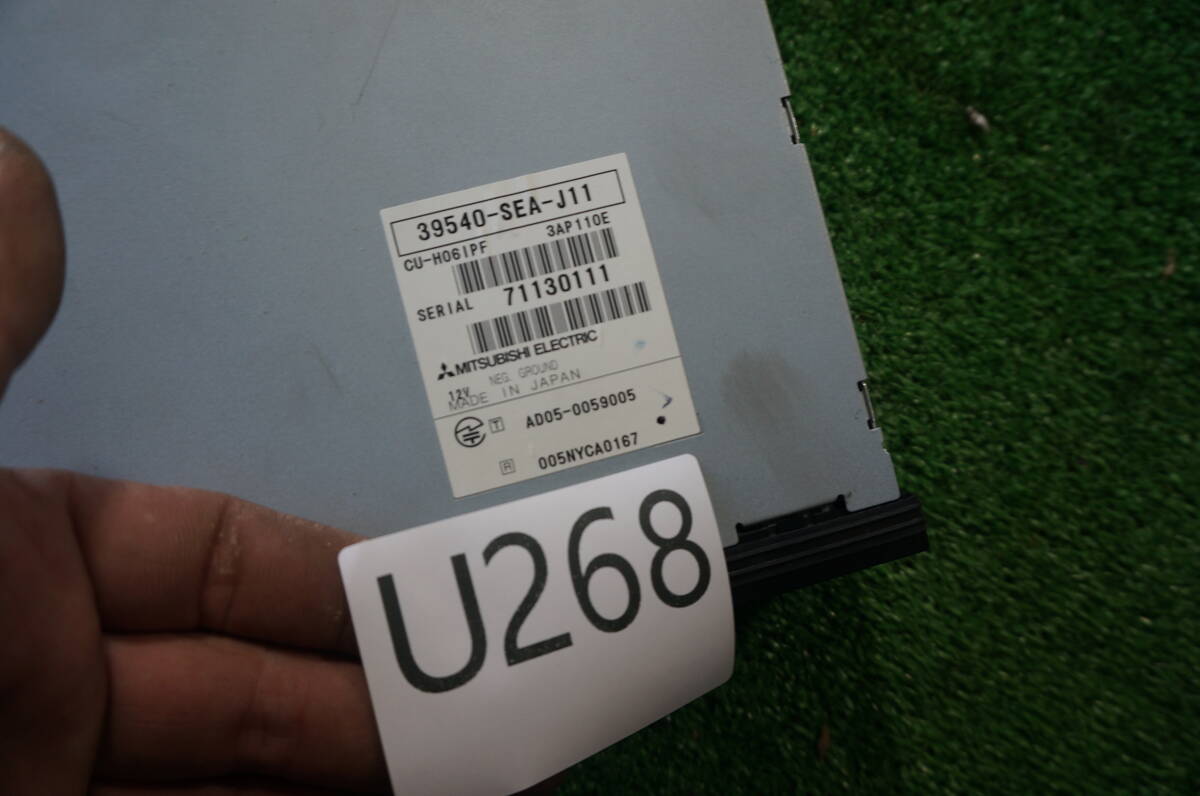 39540-SEA-J11
CU-H06IPF 3AP110E
SERIAL 71130111
MITSUBISHI ELECTRIC
12V NEG. GROUND
MADE IN JAPAN
T AD05-0059005
R 005NYCA0167
U268